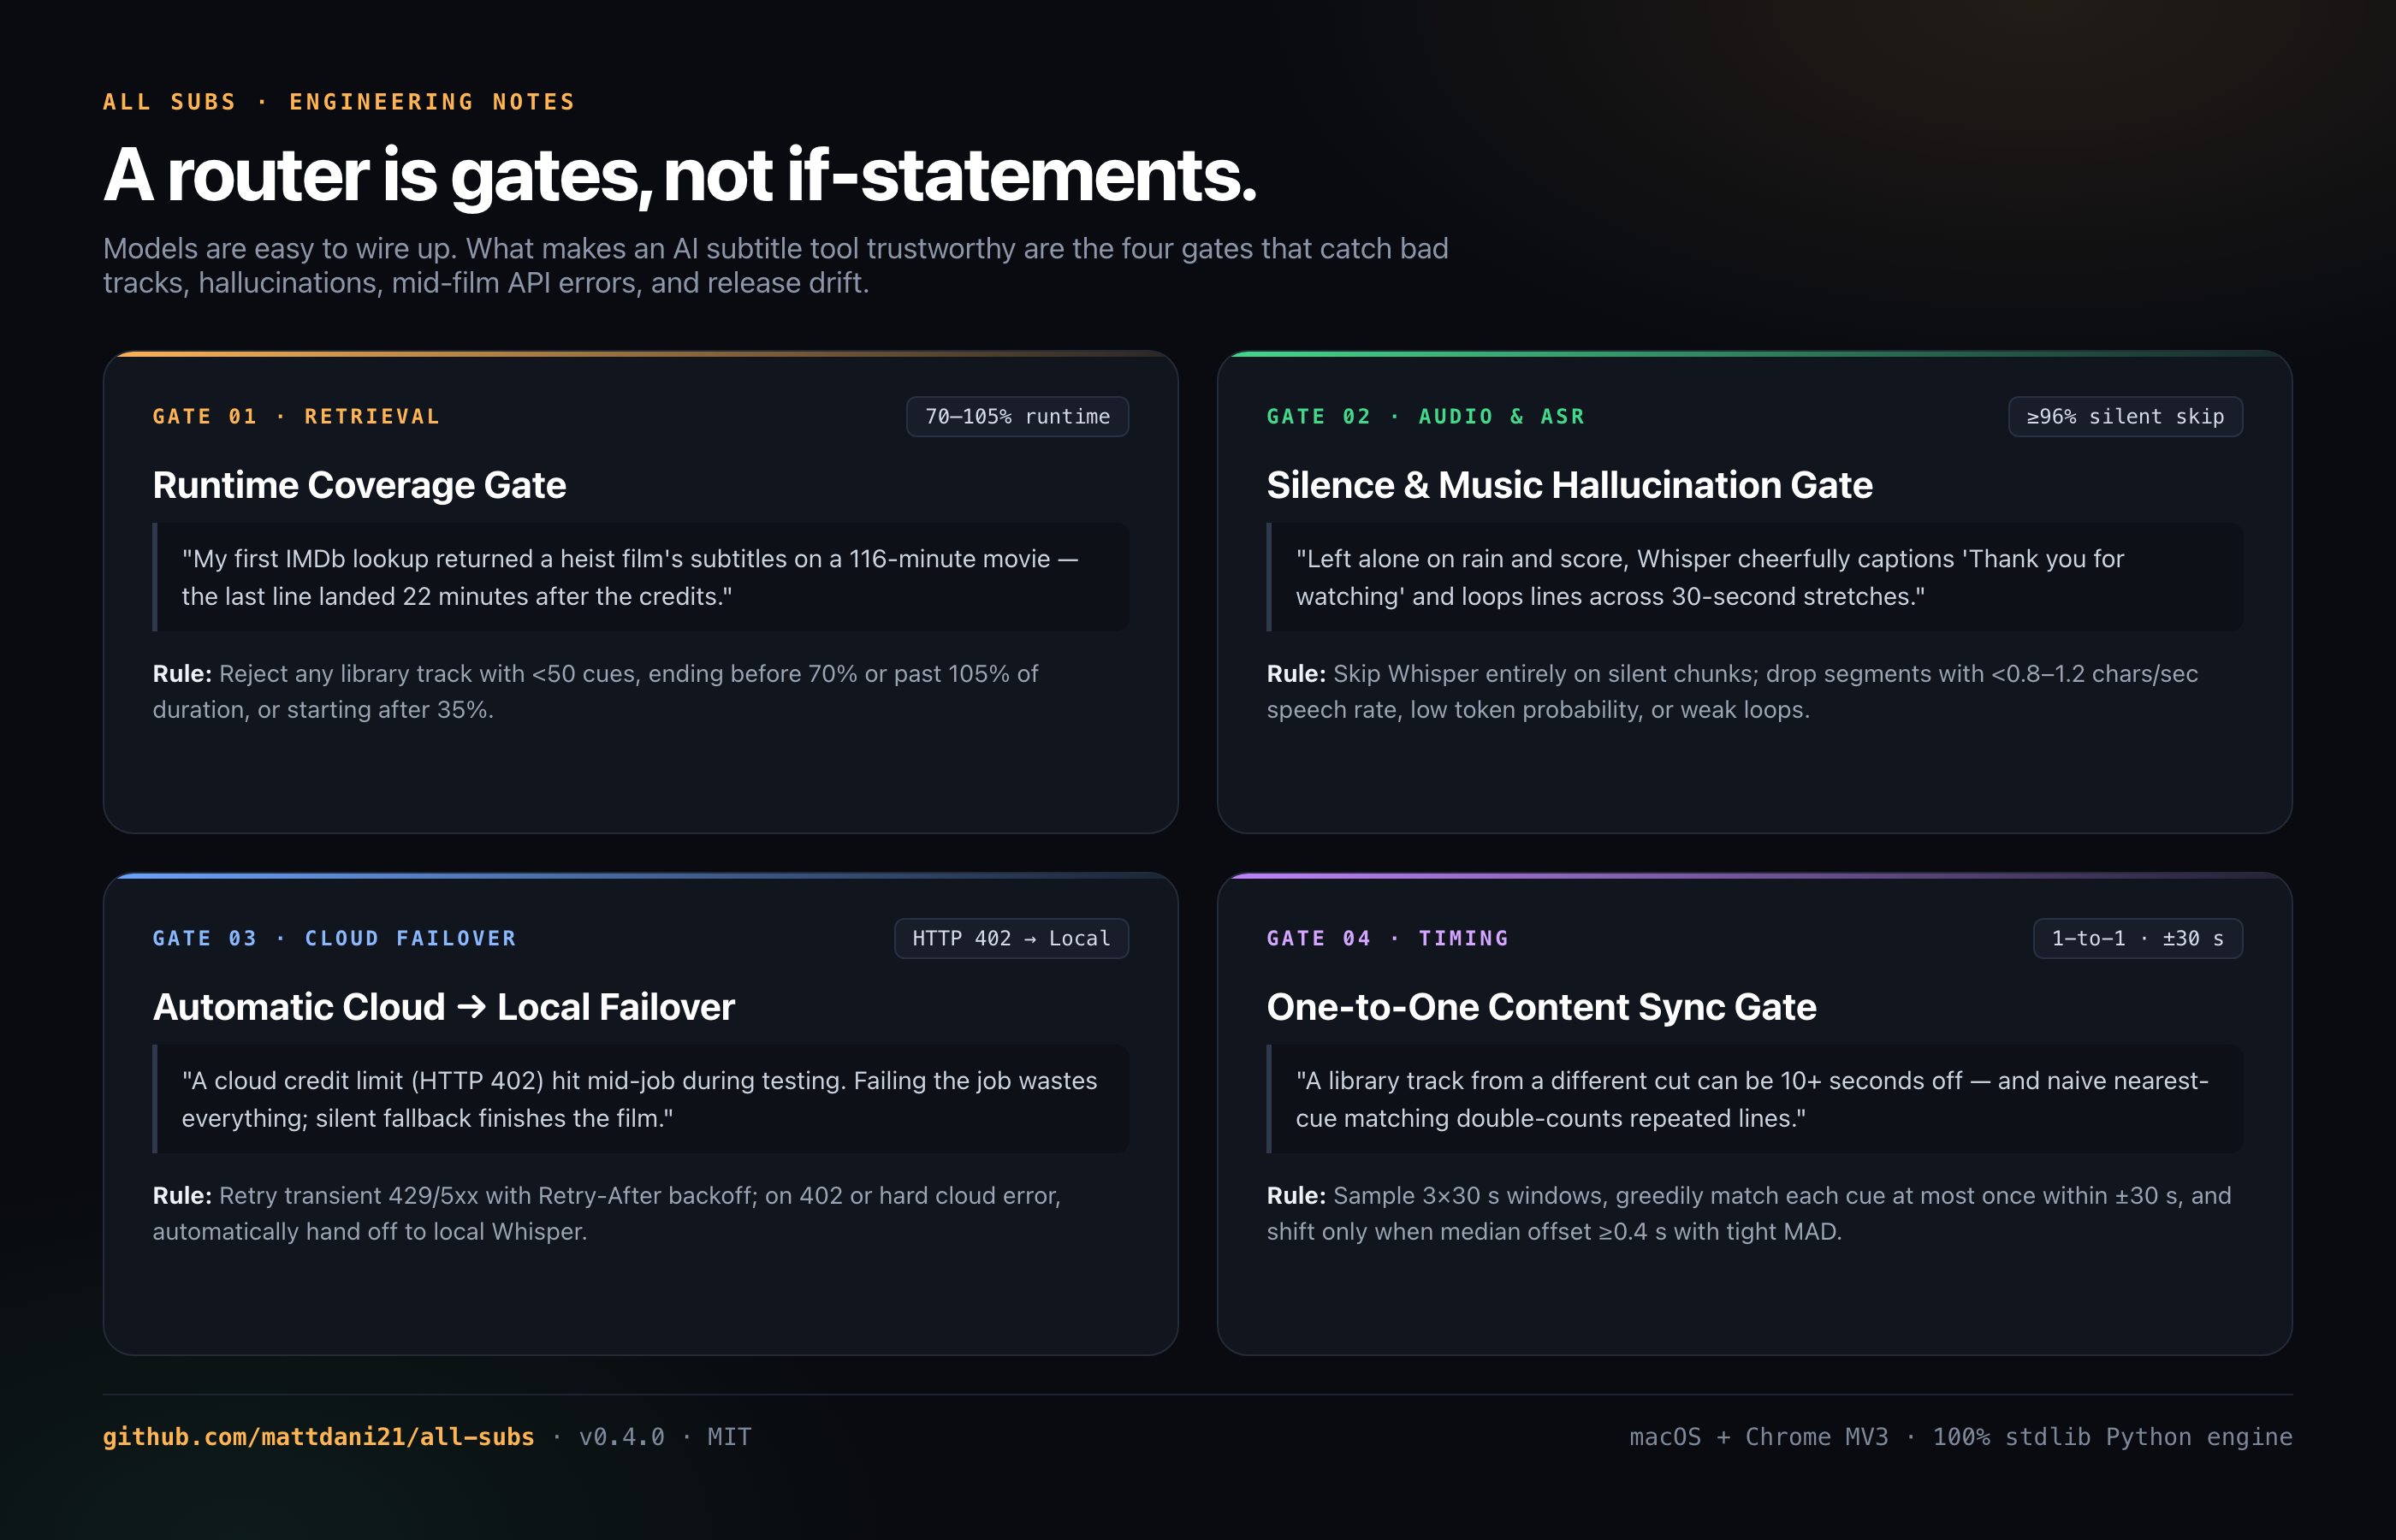 ALL SUBS · ENGINEERING NOTES
A router is gates, not if-statements.
Models are easy to wire up. What makes an AI subtitle tool trustworthy are the four gates that catch bad
tracks, hallucinations, mid-film API errors, and release drift.
GATE 01 · RETRIEVAL
70–105% runtime
Runtime Coverage Gate
"My first IMDb lookup returned a heist film's subtitles on a 116-minute movie —
the last line landed 22 minutes after the credits."
Rule: Reject any library track with <50 cues, ending before 70% or past 105% of
duration, or starting after 35%.
GATE 02 · AUDIO & ASR
≥96% silent skip
Silence & Music Hallucination Gate
"Left alone on rain and score, Whisper cheerfully captions 'Thank you for
watching' and loops lines across 30-second stretches."
Rule: Skip Whisper entirely on silent chunks; drop segments with <0.8–1.2 chars/sec
speech rate, low token probability, or weak loops.
GATE 03 · CLOUD FAILOVER
HTTP 402 → Local
Automatic Cloud → Local Failover
"A cloud credit limit (HTTP 402) hit mid-job during testing. Failing the job wastes
everything; silent fallback finishes the film."
Rule: Retry transient 429/5xx with Retry-After backoff; on 402 or hard cloud error,
automatically hand off to local Whisper.
GATE 04 · TIMING
1-to-1 · ±30 s
One-to-One Content Sync Gate
"A library track from a different cut can be 10+ seconds off — and naive nearest-
cue matching double-counts repeated lines."
Rule: Sample 3×30 s windows, greedily match each cue at most once within ±30 s, and
shift only when median offset ≥0.4 s with tight MAD.
github.com/mattdani21/all-subs · v0.4.0 · MIT
macOS + Chrome MV3 · 100% stdlib Python engine